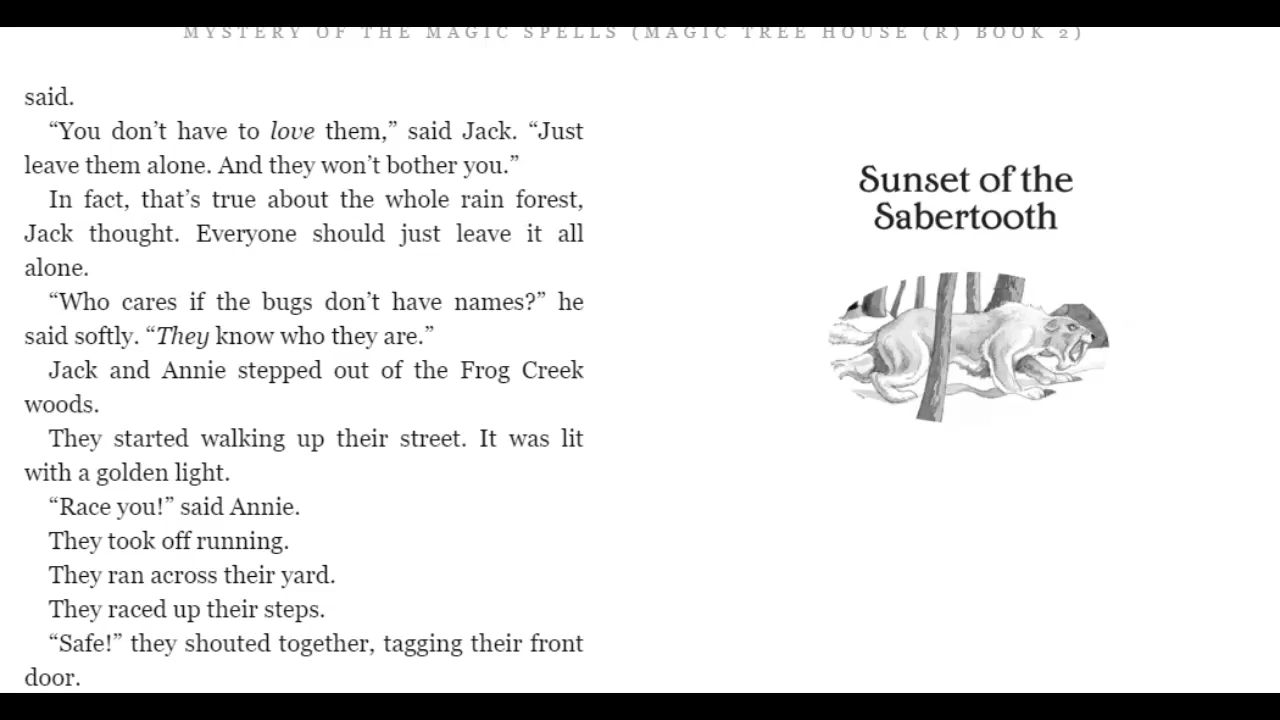 MYSTERY OF THE MAGIC SPELLS (MAGIC TREE HOUSE (R) BOOK 2)
said.
“You don’t have to love them,” said Jack. “Just
leave them alone. And they won’t bother you.”
In fact, that’s true about the whole rain forest,
Jack thought. Everyone should just leave it all
alone.
“Who cares if the bugs don’t have names?” he
said softly. “They know who they are.”
Jack and Annie stepped out of the Frog Creek
woods.
They started walking up their street. It was lit
with a golden light.
“Race you!” said Annie.
They took off running.
They ran across their yard.
They raced up their steps.
“Safe!” they shouted together, tagging their front
door.
Sunset of the
Sabertooth